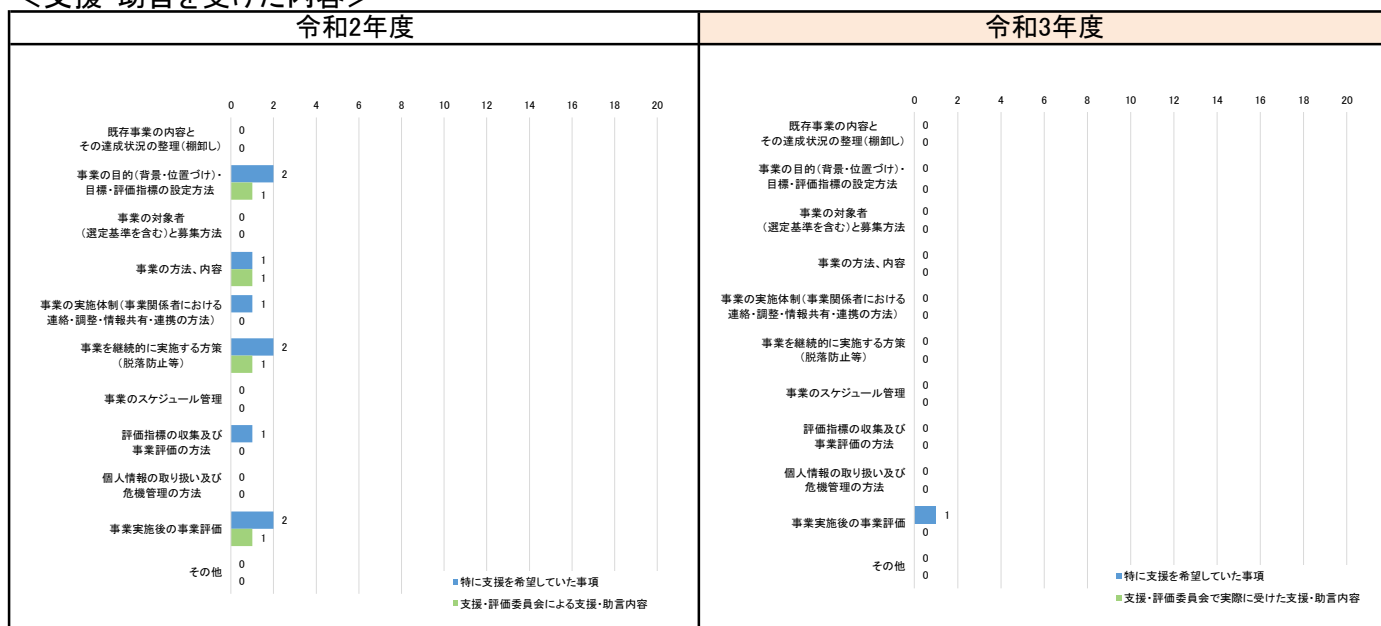 ＜支援・助言を受けた内容＞
令和2年度
0 2 4 6 8 10 12 14 16 18 20
既存事業の内容と
その達成状況の整理(棚卸し)
0
0
事業の目的(背景・位置づけ)・
目標・評価指標の設定方法
2
1
事業の対象者
(選定基準を含む)と募集方法
0
0
事業の方法、内容
1
1
事業の実施体制(事業関係者における
連絡・調整・情報共有・連携の方法)
1
0
事業を継続的に実施する方策
(脱落防止等)
2
1
事業のスケジュール管理
0
0
評価指標の収集及び
事業評価の方法
1
0
個人情報の取り扱い及び
危機管理の方法
0
0
事業実施後の事業評価
2
1
その他
0
0
特に支援を希望していた事項
支援・評価委員会による支援・助言内容
令和3年度
0 2 4 6 8 10 12 14 16 18 20
既存事業の内容と
その達成状況の整理(棚卸し)
0
0
事業の目的(背景・位置づけ)・
目標・評価指標の設定方法
0
0
事業の対象者
(選定基準を含む)と募集方法
0
0
事業の方法、内容
0
0
事業の実施体制(事業関係者における
連絡・調整・情報共有・連携の方法)
0
0
事業を継続的に実施する方策
(脱落防止等)
0
0
事業のスケジュール管理
0
0
評価指標の収集及び
事業評価の方法
0
0
個人情報の取り扱い及び
危機管理の方法
0
0
事業実施後の事業評価
1
0
その他
0
0
特に支援を希望していた事項
支援・評価委員会で実際に受けた支援・助言内容